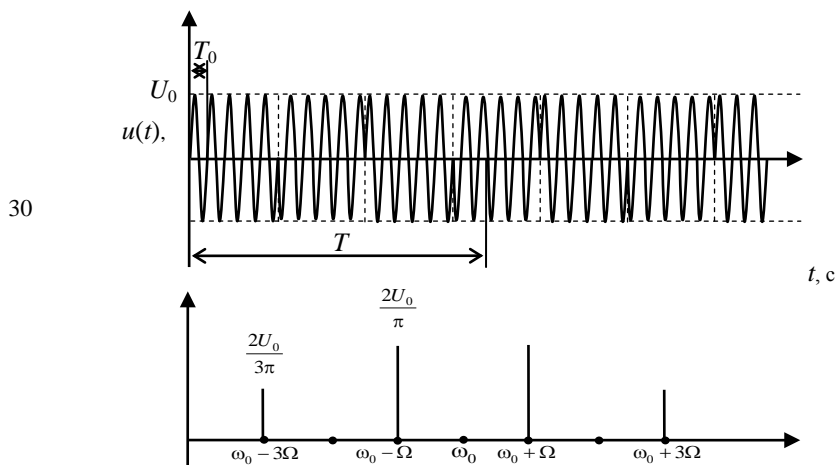 T₀
U₀
u(t),
30
T
t, с
2U₀/π
2U₀/3π
ω₀ − 3Ω ω₀ − Ω ω₀ ω₀ + Ω ω₀ + 3Ω